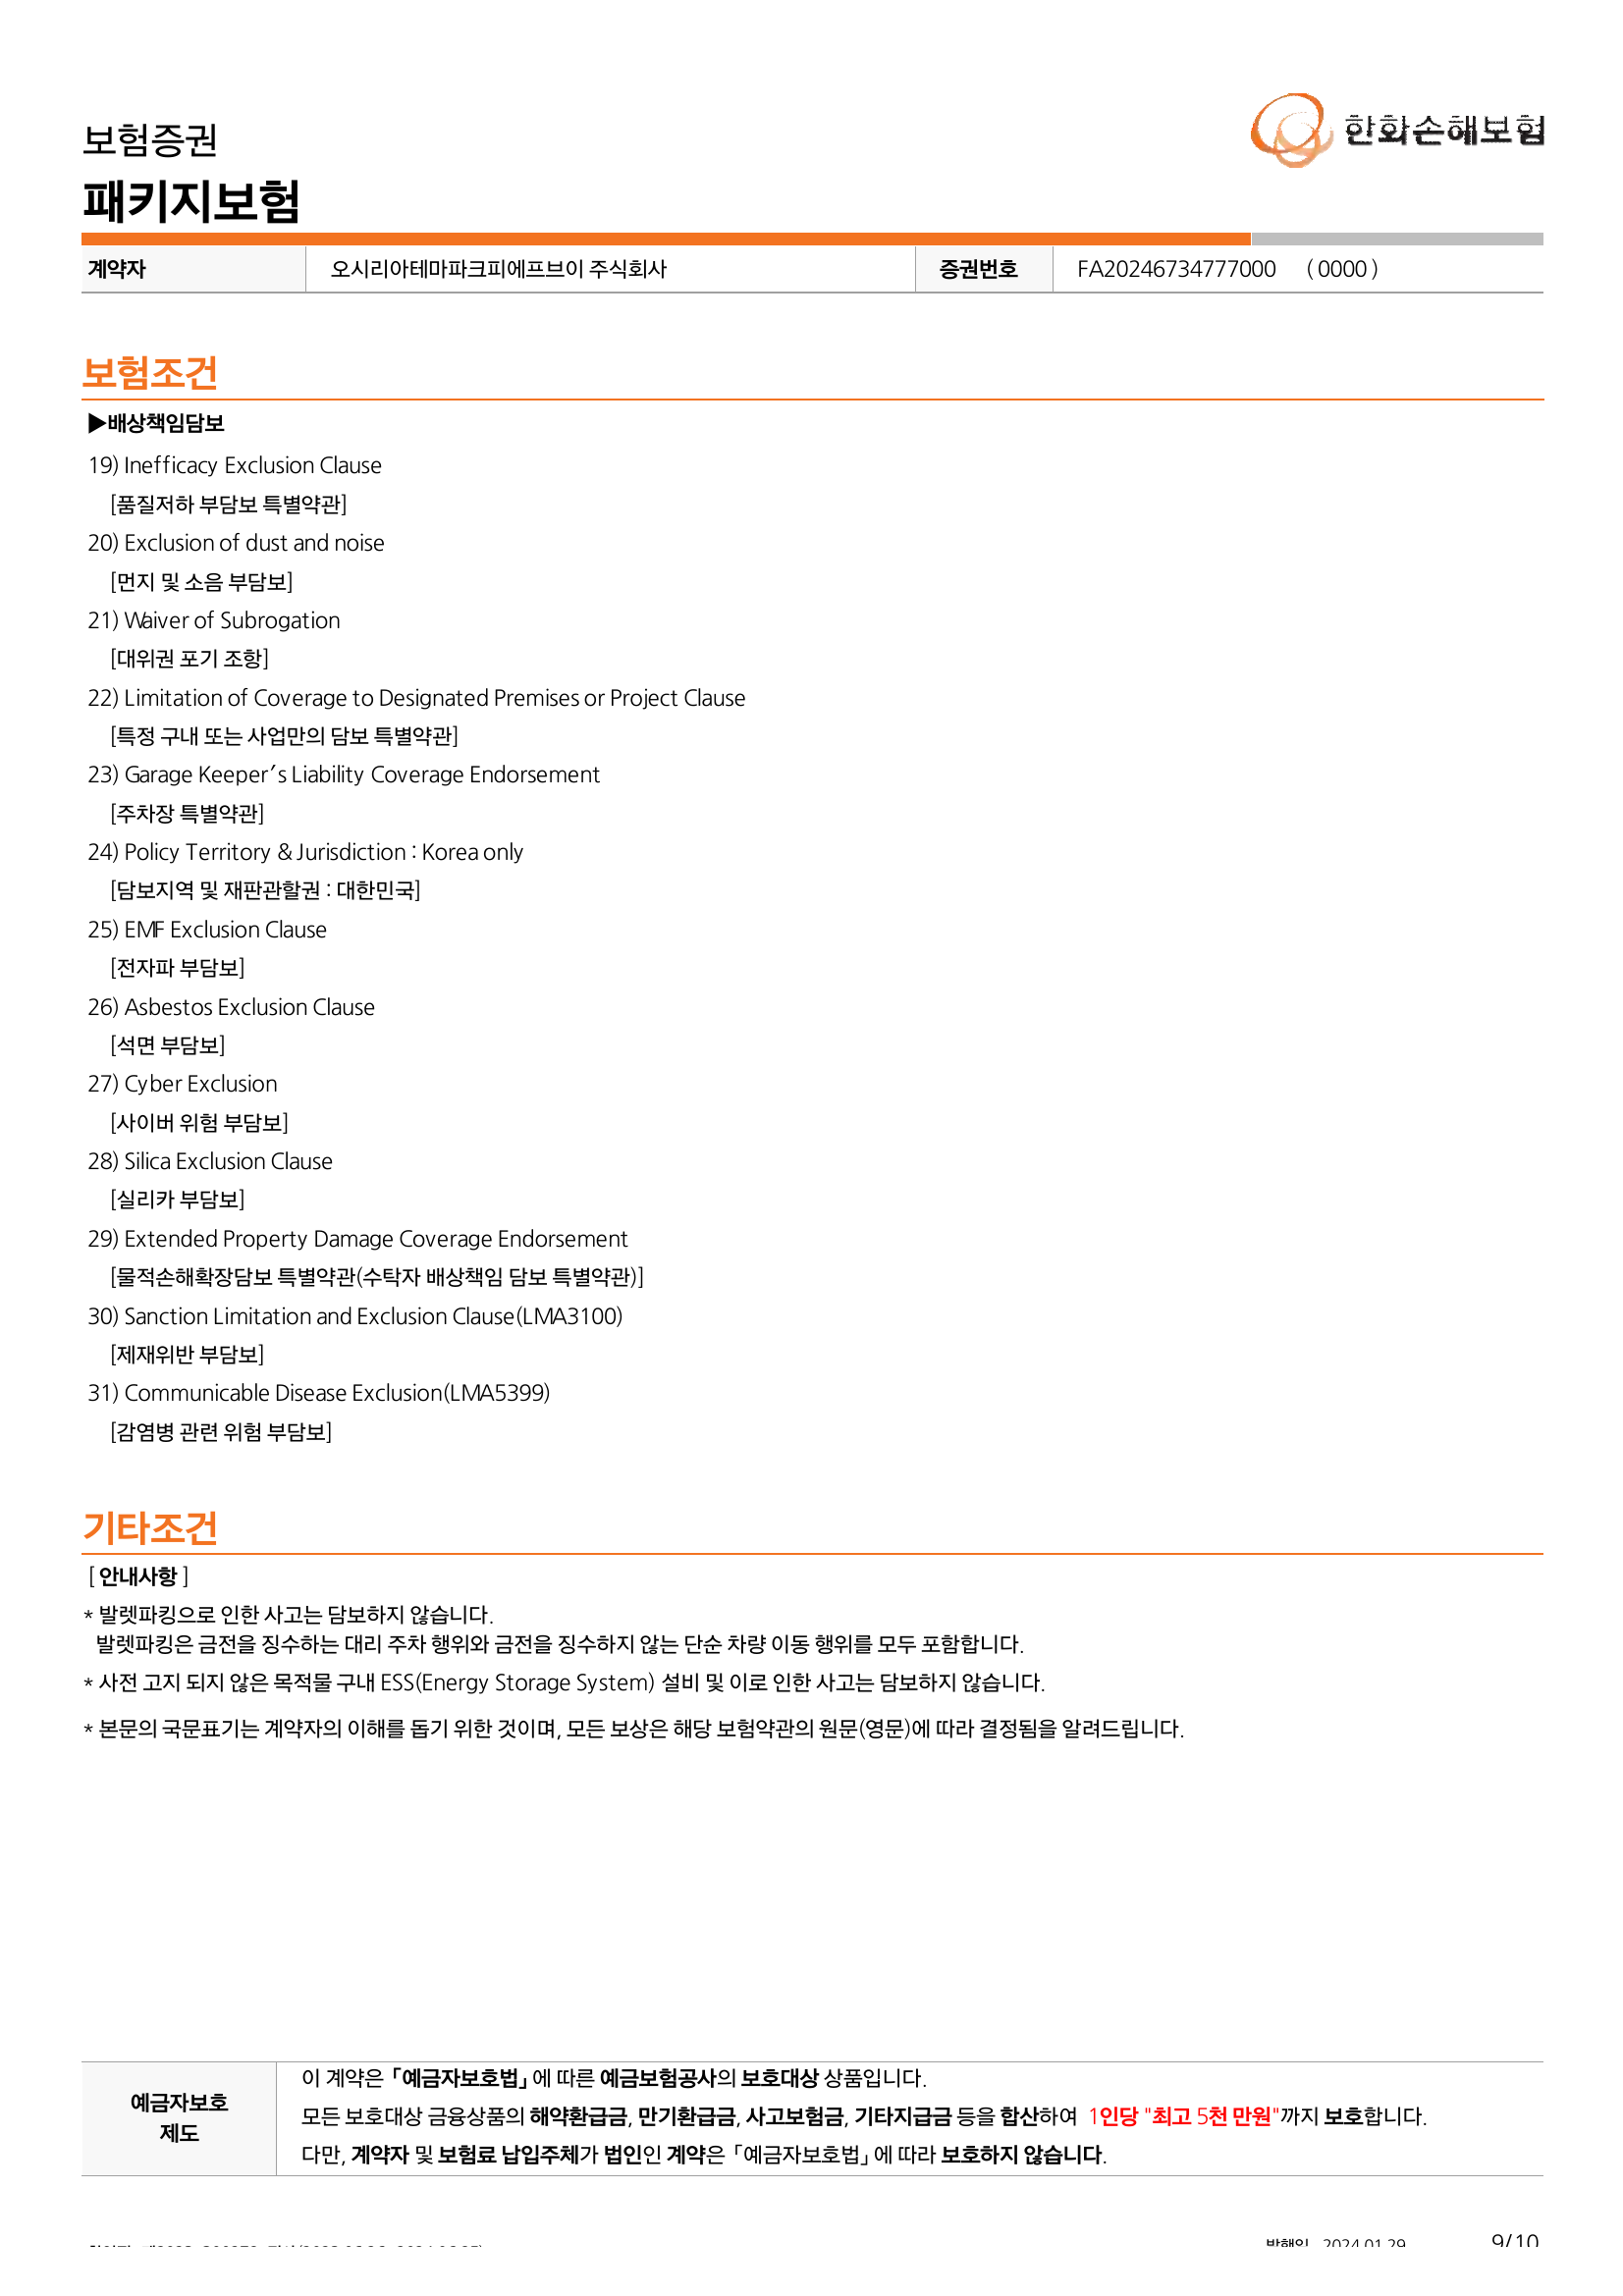 보험증권
한화손해보험
패키지보험
계약자 오시리아테마파크피에프브이 주식회사 증권번호 FA20246734777000 ( 0000 )
보험조건
▶배상책임담보
19) Inefficacy Exclusion Clause
[품질저하 부담보 특별약관]
20) Exclusion of dust and noise
[먼지 및 소음 부담보]
21) Waiver of Subrogation
[대위권 포기 조항]
22) Limitation of Coverage to Designated Premises or Project Clause
[특정 구내 또는 사업만의 담보 특별약관]
23) Garage Keeper′s Liability Coverage Endorsement
[주차장 특별약관]
24) Policy Territory & Jurisdiction : Korea only
[담보지역 및 재판관할권 : 대한민국]
25) EMF Exclusion Clause
[전자파 부담보]
26) Asbestos Exclusion Clause
[석면 부담보]
27) Cyber Exclusion
[사이버 위험 부담보]
28) Silica Exclusion Clause
[실리카 부담보]
29) Extended Property Damage Coverage Endorsement
[물적손해확장담보 특별약관(수탁자 배상책임 담보 특별약관)]
30) Sanction Limitation and Exclusion Clause(LMA3100)
[제재위반 부담보]
31) Communicable Disease Exclusion(LMA5399)
[감염병 관련 위험 부담보]
기타조건
[ 안내사항 ]
* 발렛파킹으로 인한 사고는 담보하지 않습니다.
발렛파킹은 금전을 징수하는 대리 주차 행위와 금전을 징수하지 않는 단순 차량 이동 행위를 모두 포함합니다.
* 사전 고지 되지 않은 목적물 구내 ESS(Energy Storage System) 설비 및 이로 인한 사고는 담보하지 않습니다.
* 본문의 국문표기는 계약자의 이해를 돕기 위한 것이며, 모든 보상은 해당 보험약관의 원문(영문)에 따라 결정됨을 알려드립니다.
예금자보호
제도
이 계약은 「예금자보호법」에 따른 예금보험공사의 보호대상 상품입니다.
모든 보호대상 금융상품의 해약환급금, 만기환급금, 사고보험금, 기타지급금 등을 합산하여 1인당 "최고 5천 만원"까지 보호합니다.
다만, 계약자 및 보험료 납입주체가 법인인 계약은 「예금자보호법」에 따라 보호하지 않습니다.
발행일 2024.01.29 9/10